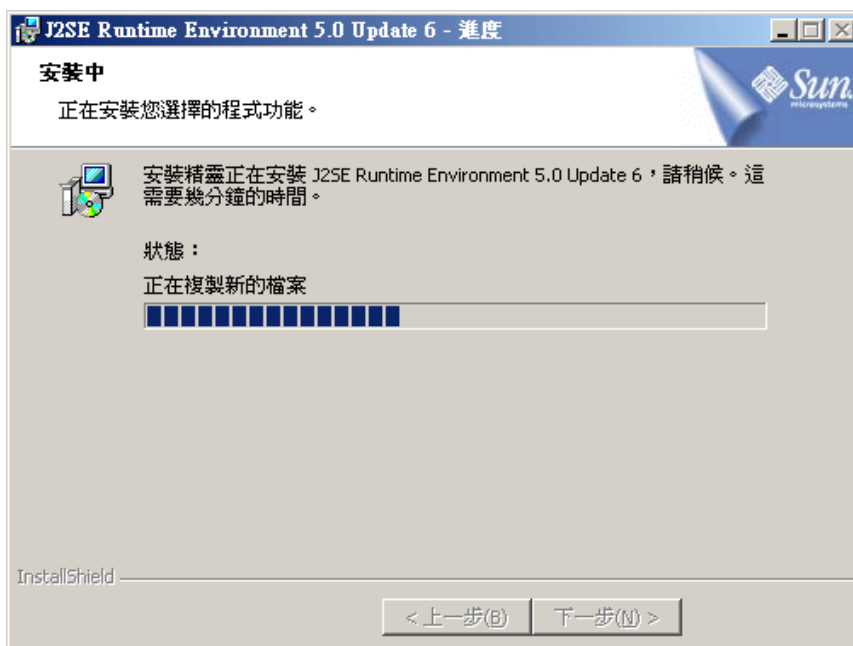 J2SE Runtime Environment 5.0 Update 6 - 進度
安裝中
正在安裝您選擇的程式功能。
Sun
microsystems
安裝精靈正在安裝 J2SE Runtime Environment 5.0 Update 6，請稍候。這
需要幾分鐘的時間。
狀態：
正在複製新的檔案
InstallShield
< 上一步(B)
下一步(N) >